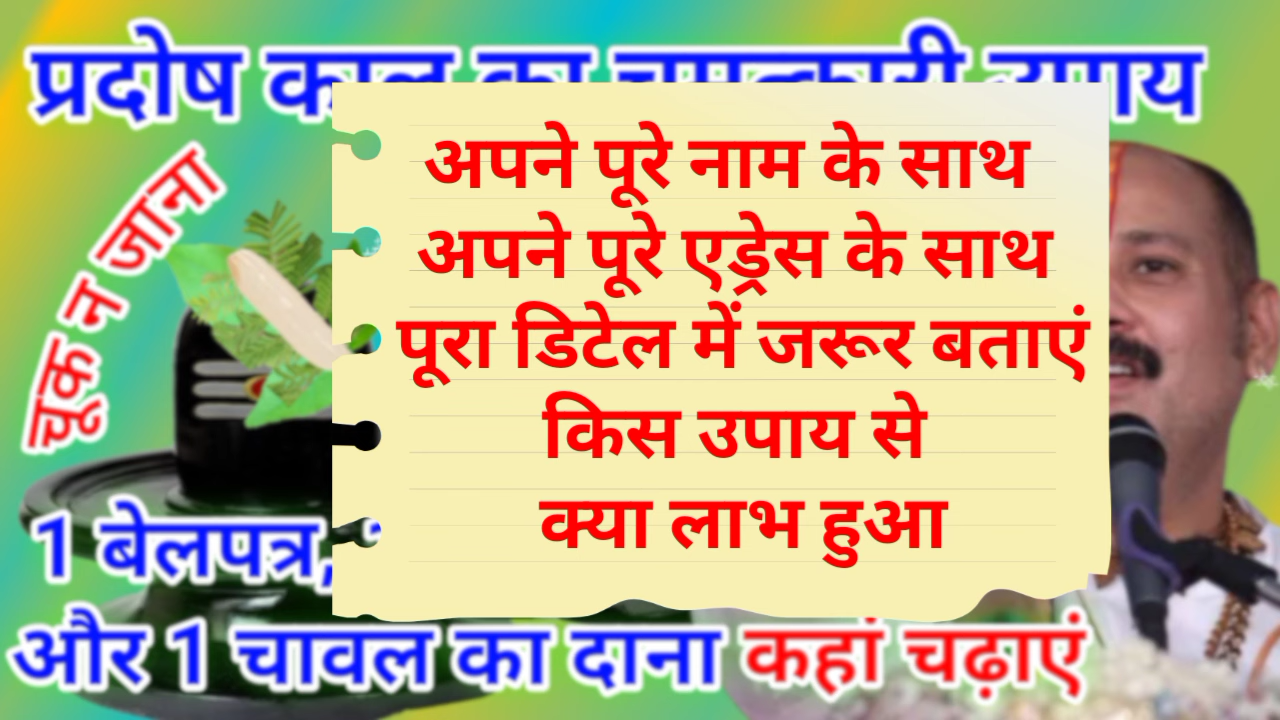 प्रदोष का
चूक न जाना
अपने पूरे नाम के साथ
अपने पूरे एड्रेस के साथ
पूरा डिटेल में जरूर बताएं
किस उपाय से
क्या लाभ हुआ
1 बेलपत्र,
और 1 चावल का दाना कहां चढ़ाएं